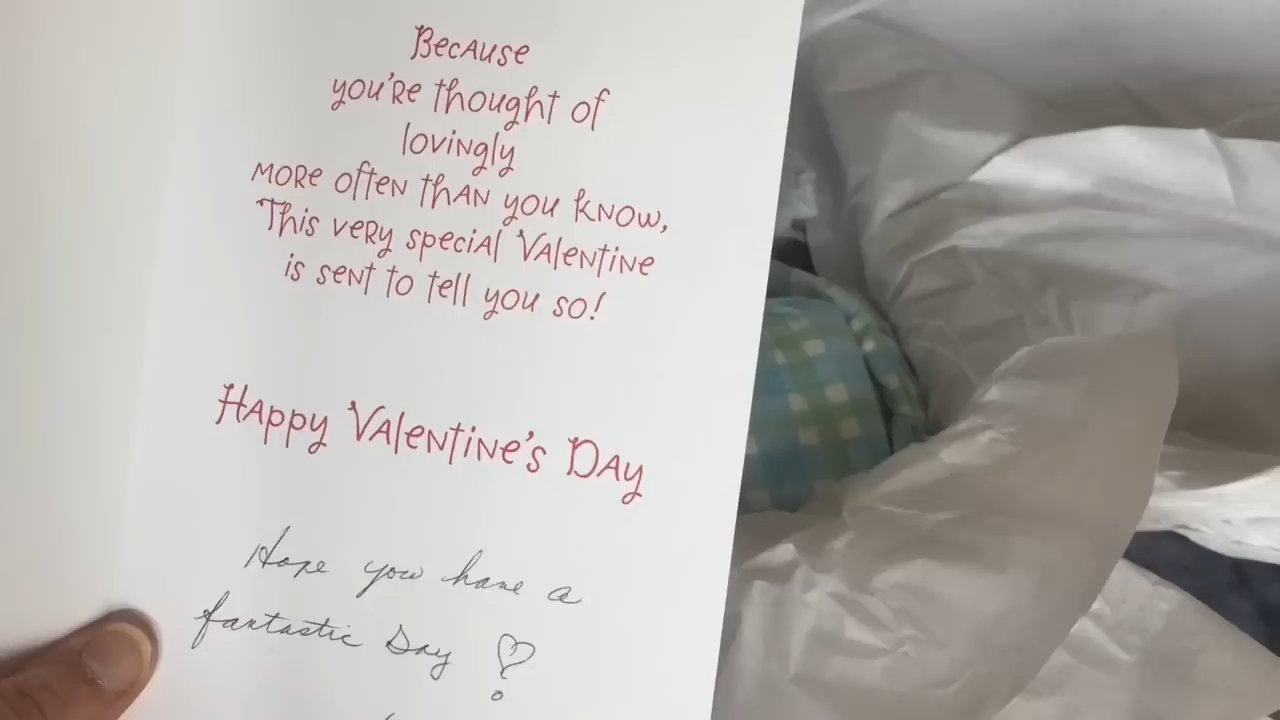 Because
you're thought of
lovingly
more often than you know,
This very special Valentine
is sent to tell you so!
Happy Valentine's Day
Hope you have a
fantastic Day